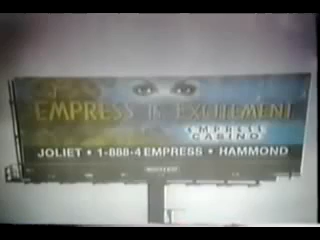 EMPRESS IS EXCITEMENT
EMPRESS
CASINO
JOLIET • 1-888-4 EMPRESS • HAMMOND